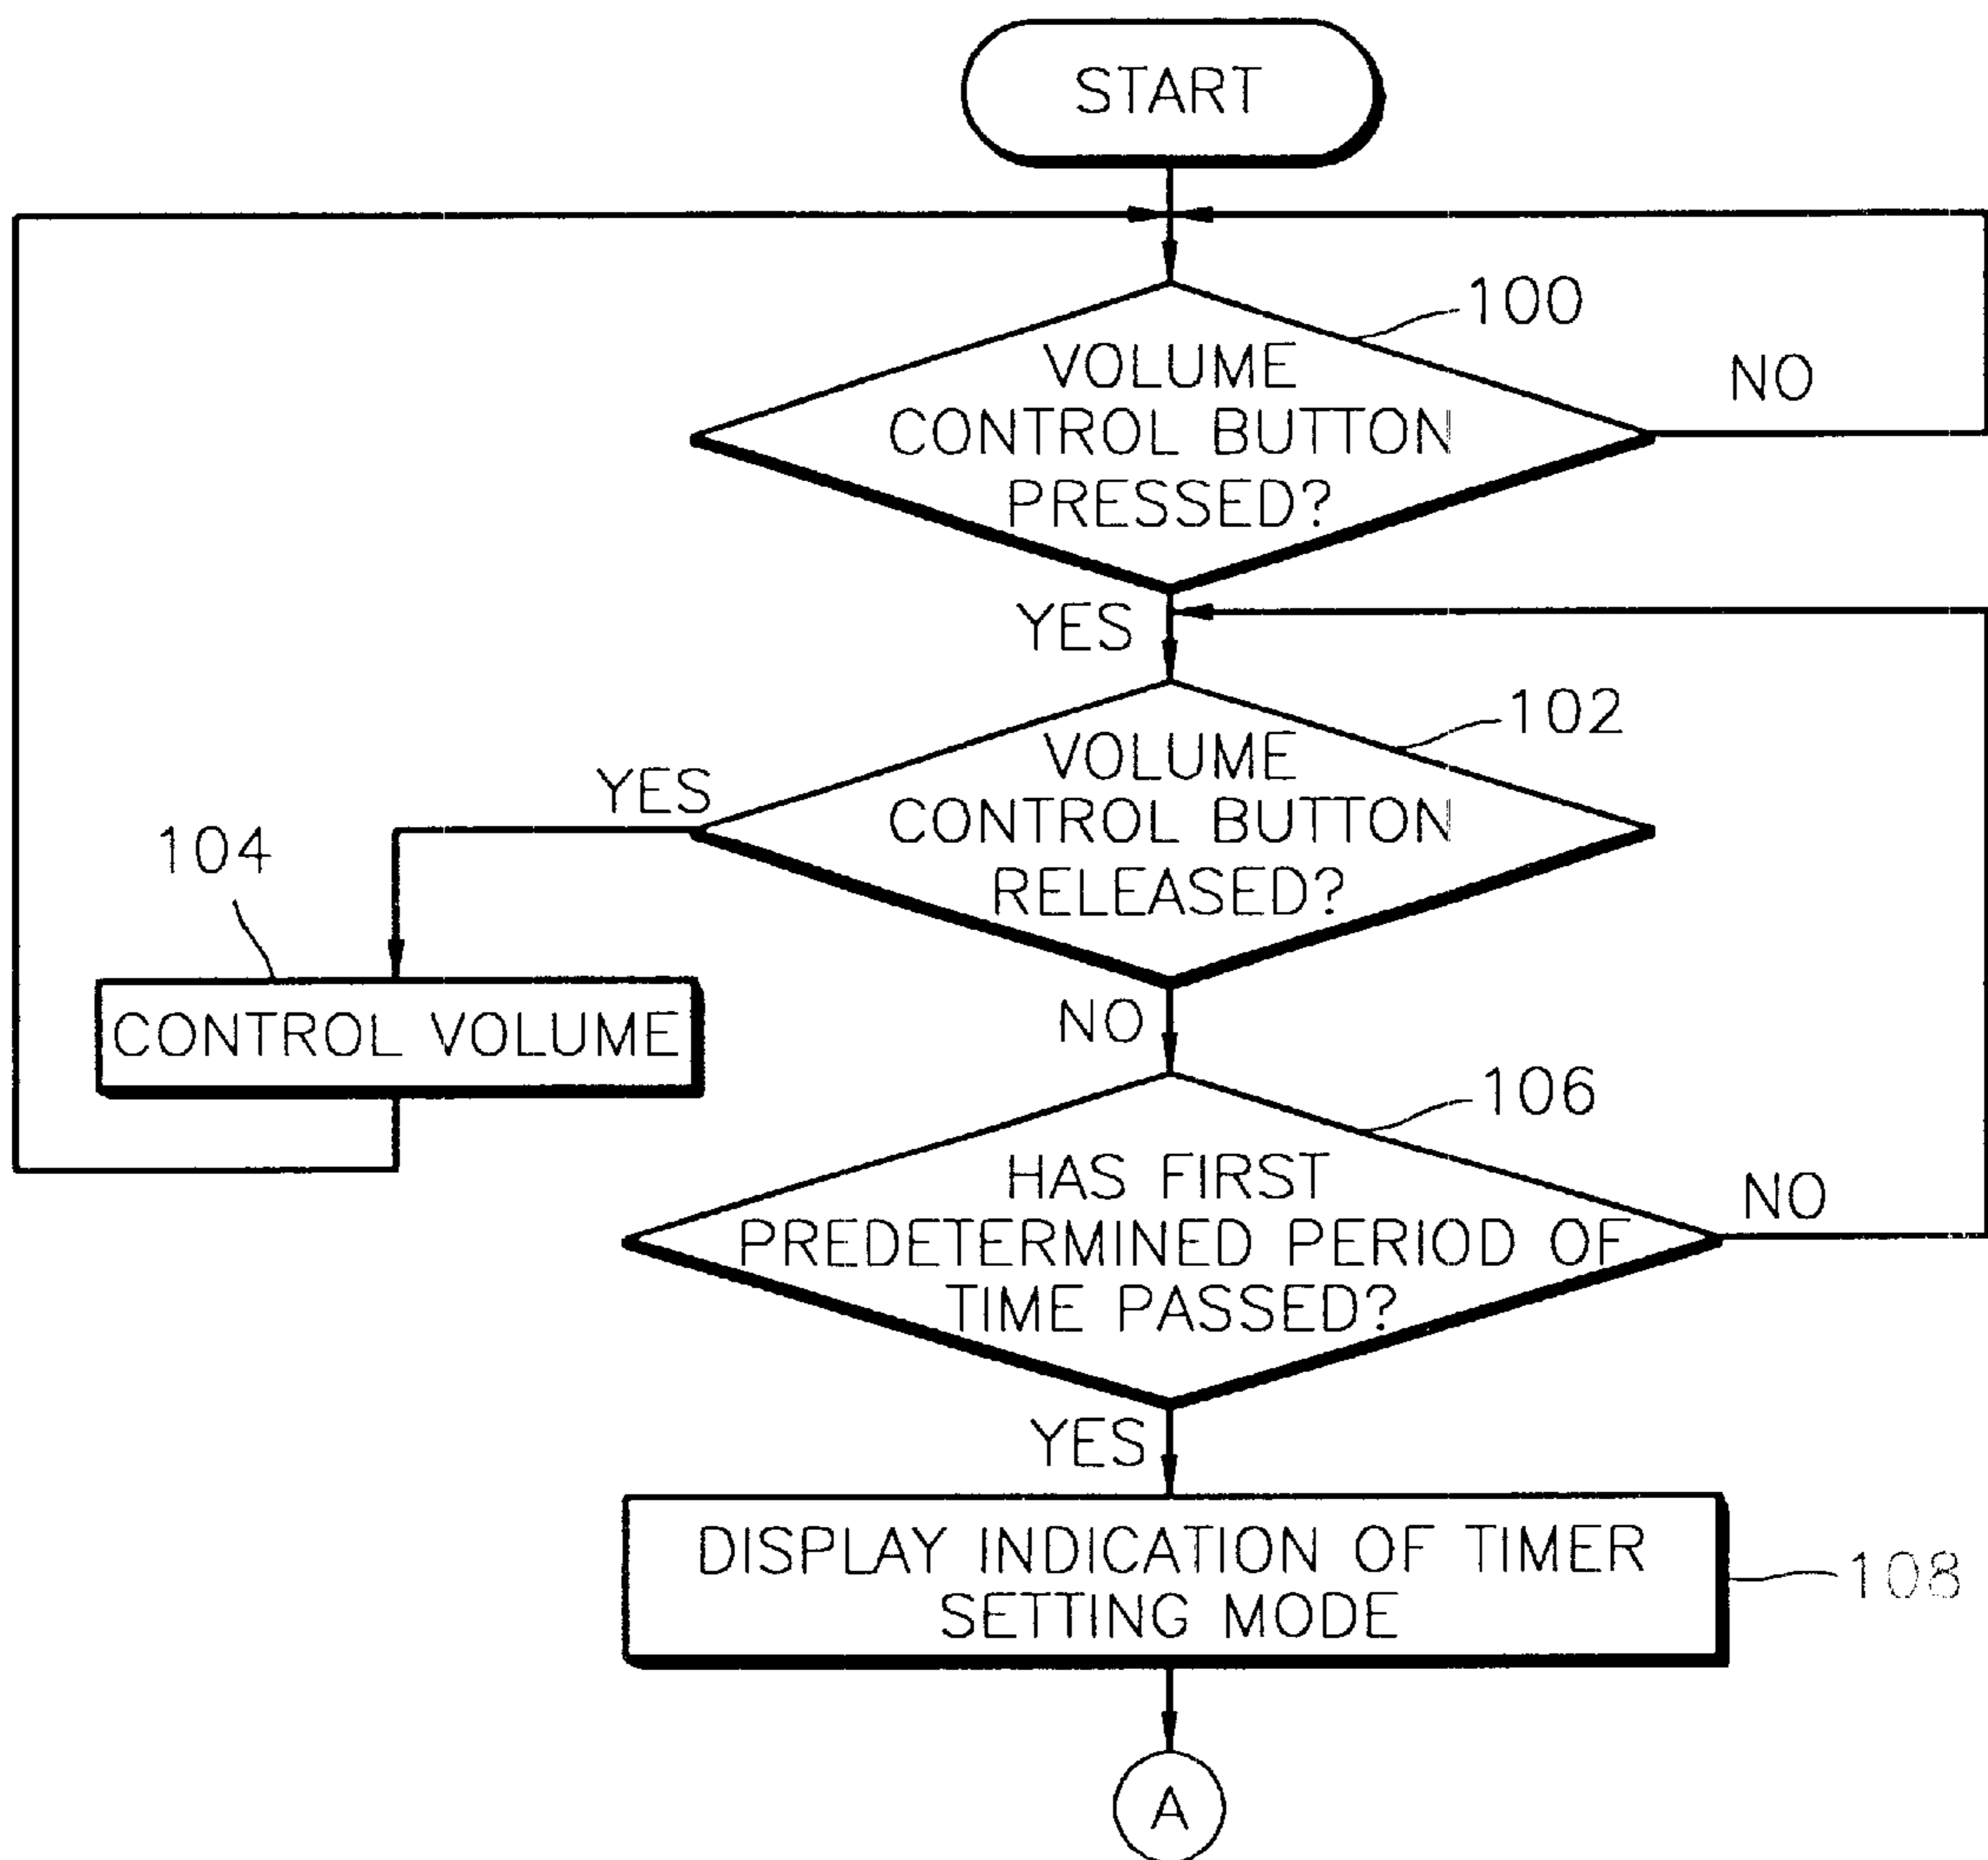 START
100
VOLUME
CONTROL BUTTON
PRESSED?
NO
YES
102
VOLUME
CONTROL BUTTON
RELEASED?
YES
104
CONTROL VOLUME
NO
106
HAS FIRST
PREDETERMINED PERIOD OF
TIME PASSED?
NO
YES
DISPLAY INDICATION OF TIMER
SETTING MODE
108
A